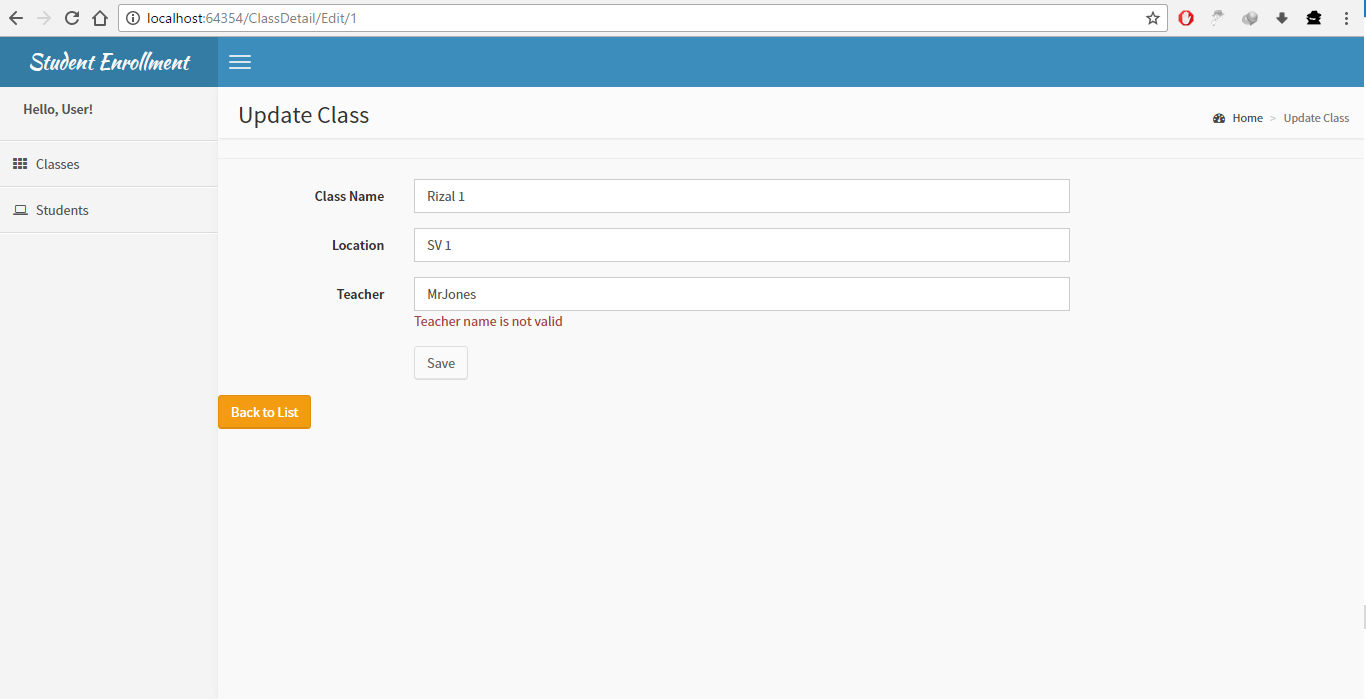 localhost:64354/ClassDetail/Edit/1
Student Enrollment
Hello, User!
Update Class
Home > Update Class
Classes
Students
Class Name
Rizal 1
Location
SV 1
Teacher
MrJones
Teacher name is not valid
Save
Back to List